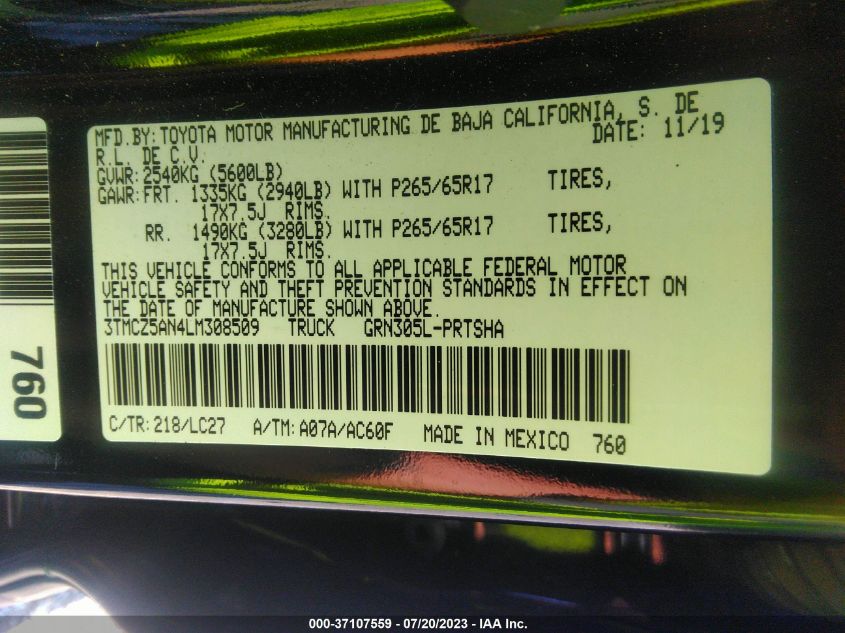 MFD.BY:TOYOTA MOTOR MANUFACTURING DE BAJA CALIFORNIA, S. DE
R.L. DE C.V. DATE: 11/19
GVWR:2540KG (5600LB)
GAWR:FRT. 1335KG (2940LB) WITH P265/65R17 TIRES,
17X7.5J RIMS.
RR. 1490KG (3280LB) WITH P265/65R17 TIRES,
17X7.5J RIMS.
THIS VEHICLE CONFORMS TO ALL APPLICABLE FEDERAL MOTOR
VEHICLE SAFETY AND THEFT PREVENTION STANDARDS IN EFFECT ON
THE DATE OF MANUFACTURE SHOWN ABOVE.
3TMCZ5AN4LM308509 TRUCK GRN305L-PRTSHA
C/TR:218/LC27 A/TM:A07A/AC60F MADE IN MEXICO 760
760
000-37107559 / 07/20/2023 - IAA Inc.